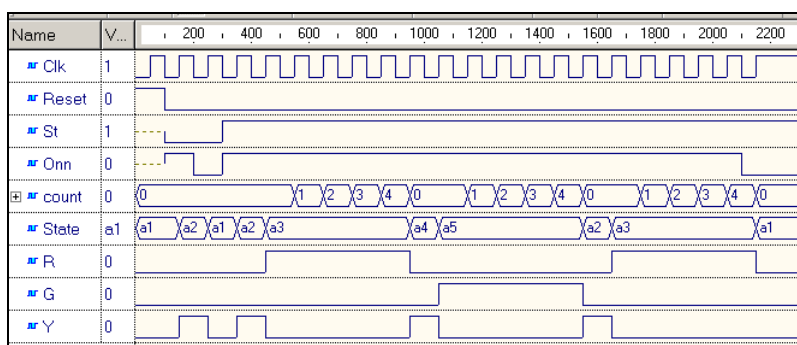 Name V... 200 400 600 800 1000 1200 1400 1600 1800 2000 2200
Clk 1
Reset 0
St 1
Onn 0
count 0 0 1 2 3 4 0 1 2 3 4 0 1 2 3 4 0
State a1 a1 a2 a1 a2 a3 a4 a5 a2 a3 a1
R 0
G 0
Y 0